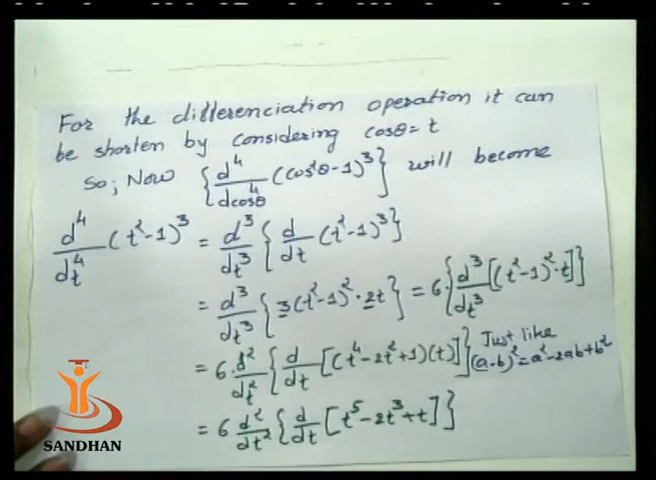 For the differenciation operation it can
be shorten by considering cosθ = t
So; Now {d⁴/dcosθ⁴ (cos²θ-1)³} will become
d⁴/dt⁴ (t²-1)³ = d³/dt³ {d/dt (t²-1)³}
= d³/dt³ {3(t²-1)²·2t} = 6·{d³/dt³ [(t²-1)²·t]}
= 6·d²/dt² {d/dt [(t⁴-2t²+1)(t)]} Just like
(a-b)² = a²-2ab+b²
= 6 d²/dt² {d/dt [t⁵-2t³+t]}
SANDHAN